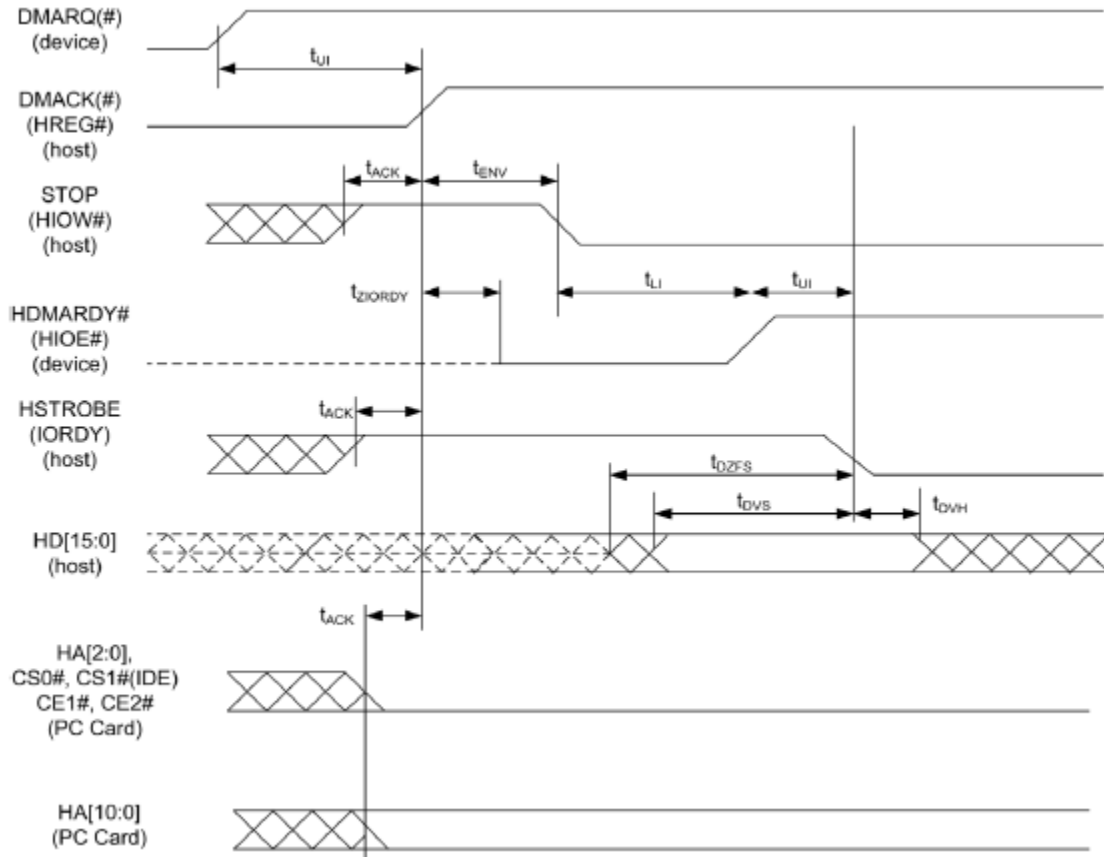 DMARQ(#)
(device)
tUI
DMACK(#)
(HREG#)
(host)
tACK
tENV
STOP
(HIOW#)
(host)
tZIORDY
tLI
tUI
HDMARDY#
(HIOE#)
(device)
HSTROBE
(IORDY)
(host)
tACK
tDZFS
tDVS
tDVH
HD[15:0]
(host)
tACK
HA[2:0],
CS0#, CS1#(IDE)
CE1#, CE2#
(PC Card)
HA[10:0]
(PC Card)